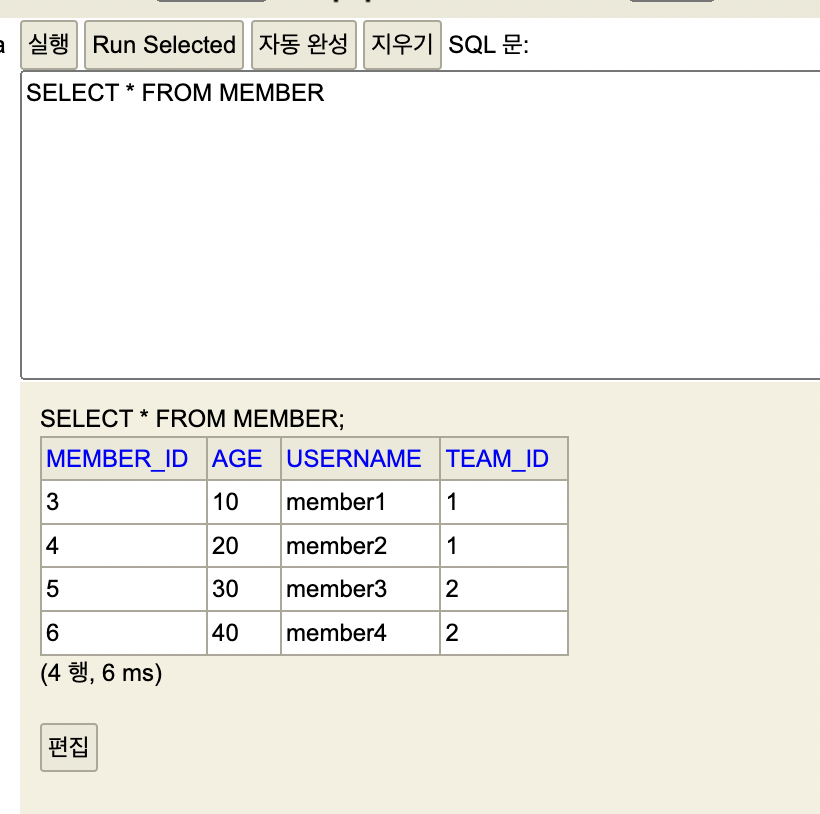 실행 Run Selected 자동 완성 지우기 SQL 문:
SELECT * FROM MEMBER
SELECT * FROM MEMBER;
MEMBER_ID AGE USERNAME TEAM_ID
3 10 member1 1
4 20 member2 1
5 30 member3 2
6 40 member4 2
(4 행, 6 ms)
편집